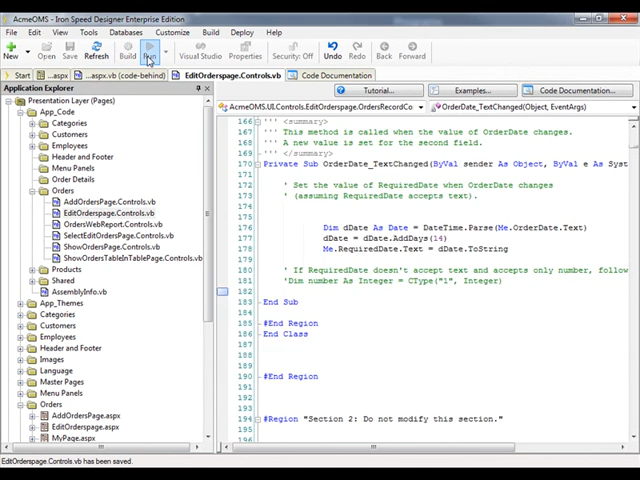 AcmeOMS - Iron Speed Designer Enterprise Edition
File Edit View Tools Databases Customize Build Deploy Help
New Open Save Refresh Build Run Visual Studio Properties Security: Off Undo Redo Back Forward
Start ...aspx ...aspx.vb (code-behind) EditOrderspage.Controls.vb Code Documentation
Application Explorer
Tutorial... Examples... Code Documentation...
AcmeOMS.UI.Controls.EditOrderspage.OrdersRecordCo OrderDate_TextChanged(Object, EventArgs)
Presentation Layer (Pages)
App_Code
Categories
Customers
Employees
Header and Footer
Menu Panels
Order Details
Orders
AddOrdersPage.Controls.vb
EditOrderspage.Controls.vb
OrdersWebReport.Controls.vb
SelectEditOrdersPage.Controls.vb
ShowOrdersPage.Controls.vb
ShowOrdersTableInTablePage.Controls.vb
Products
Shared
AssemblyInfo.vb
App_Themes
Categories
Customers
Employees
Header and Footer
Images
Language
Master Pages
Menu Panels
Orders
AddOrdersPage.aspx
EditOrderspage.aspx
MyPage.aspx
166 ''' <summary>
167 ''' This method is called when the value of OrderDate changes.
168 ''' A new value is set for the second field.
169 ''' </summary>
170 Private Sub OrderDate_TextChanged(ByVal sender As Object, ByVal e As Syst
171
172 ' Set the value of RequiredDate when OrderDate changes
173 ' (assuming RequiredDate accepts text).
174
175
176 Dim dDate As Date = DateTime.Parse(Me.OrderDate.Text)
177 dDate = dDate.AddDays(14)
178 Me.RequiredDate.Text = dDate.ToString
179
180 ' If RequiredDate doesn't accept text and accepts only number, follow
181 'Dim number As Integer = CType("1", Integer)
182
183 End Sub
184
185 #End Region
186 End Class
187
188
189
190 #End Region
191
192
193
194 #Region "Section 2: Do not modify this section."
195
196
EditOrderspage.Controls.vb has been saved.